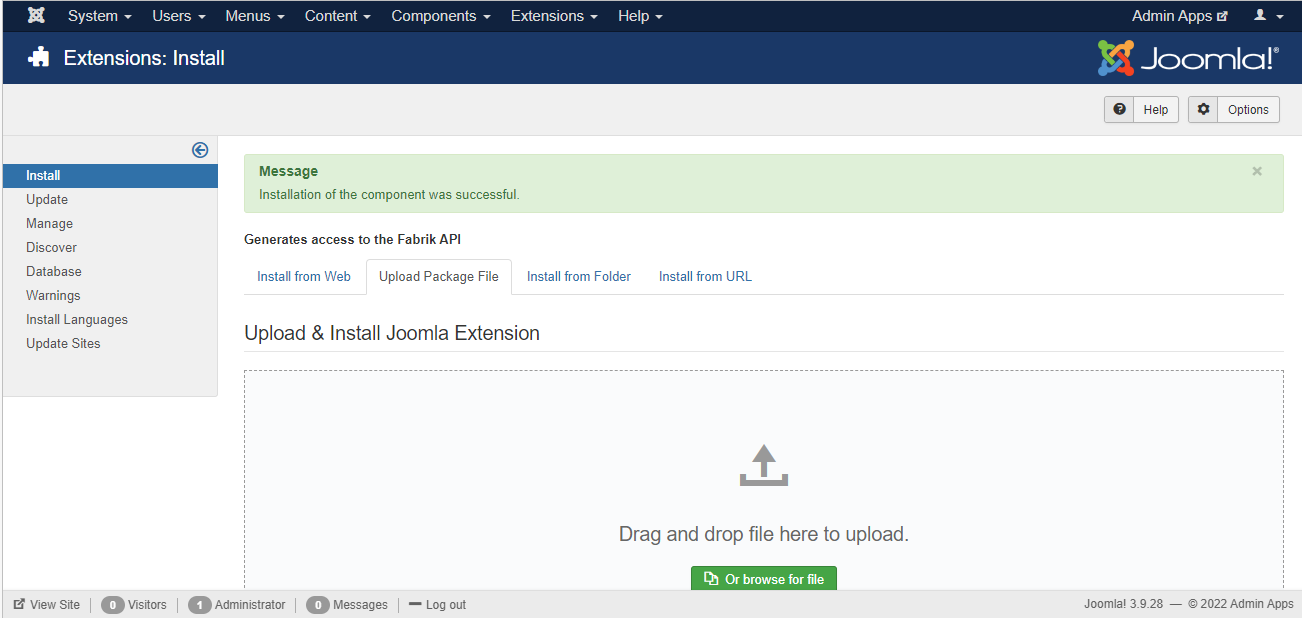 System Users Menus Content Components Extensions Help Admin Apps
Extensions: Install Joomla!®
Help Options
Install
Update
Manage
Discover
Database
Warnings
Install Languages
Update Sites
Message ×
Installation of the component was successful.
Generates access to the Fabrik API
Install from Web Upload Package File Install from Folder Install from URL
Upload & Install Joomla Extension
Drag and drop file here to upload.
Or browse for file
View Site 0 Visitors 1 Administrator 0 Messages Log out Joomla! 3.9.28 — © 2022 Admin Apps